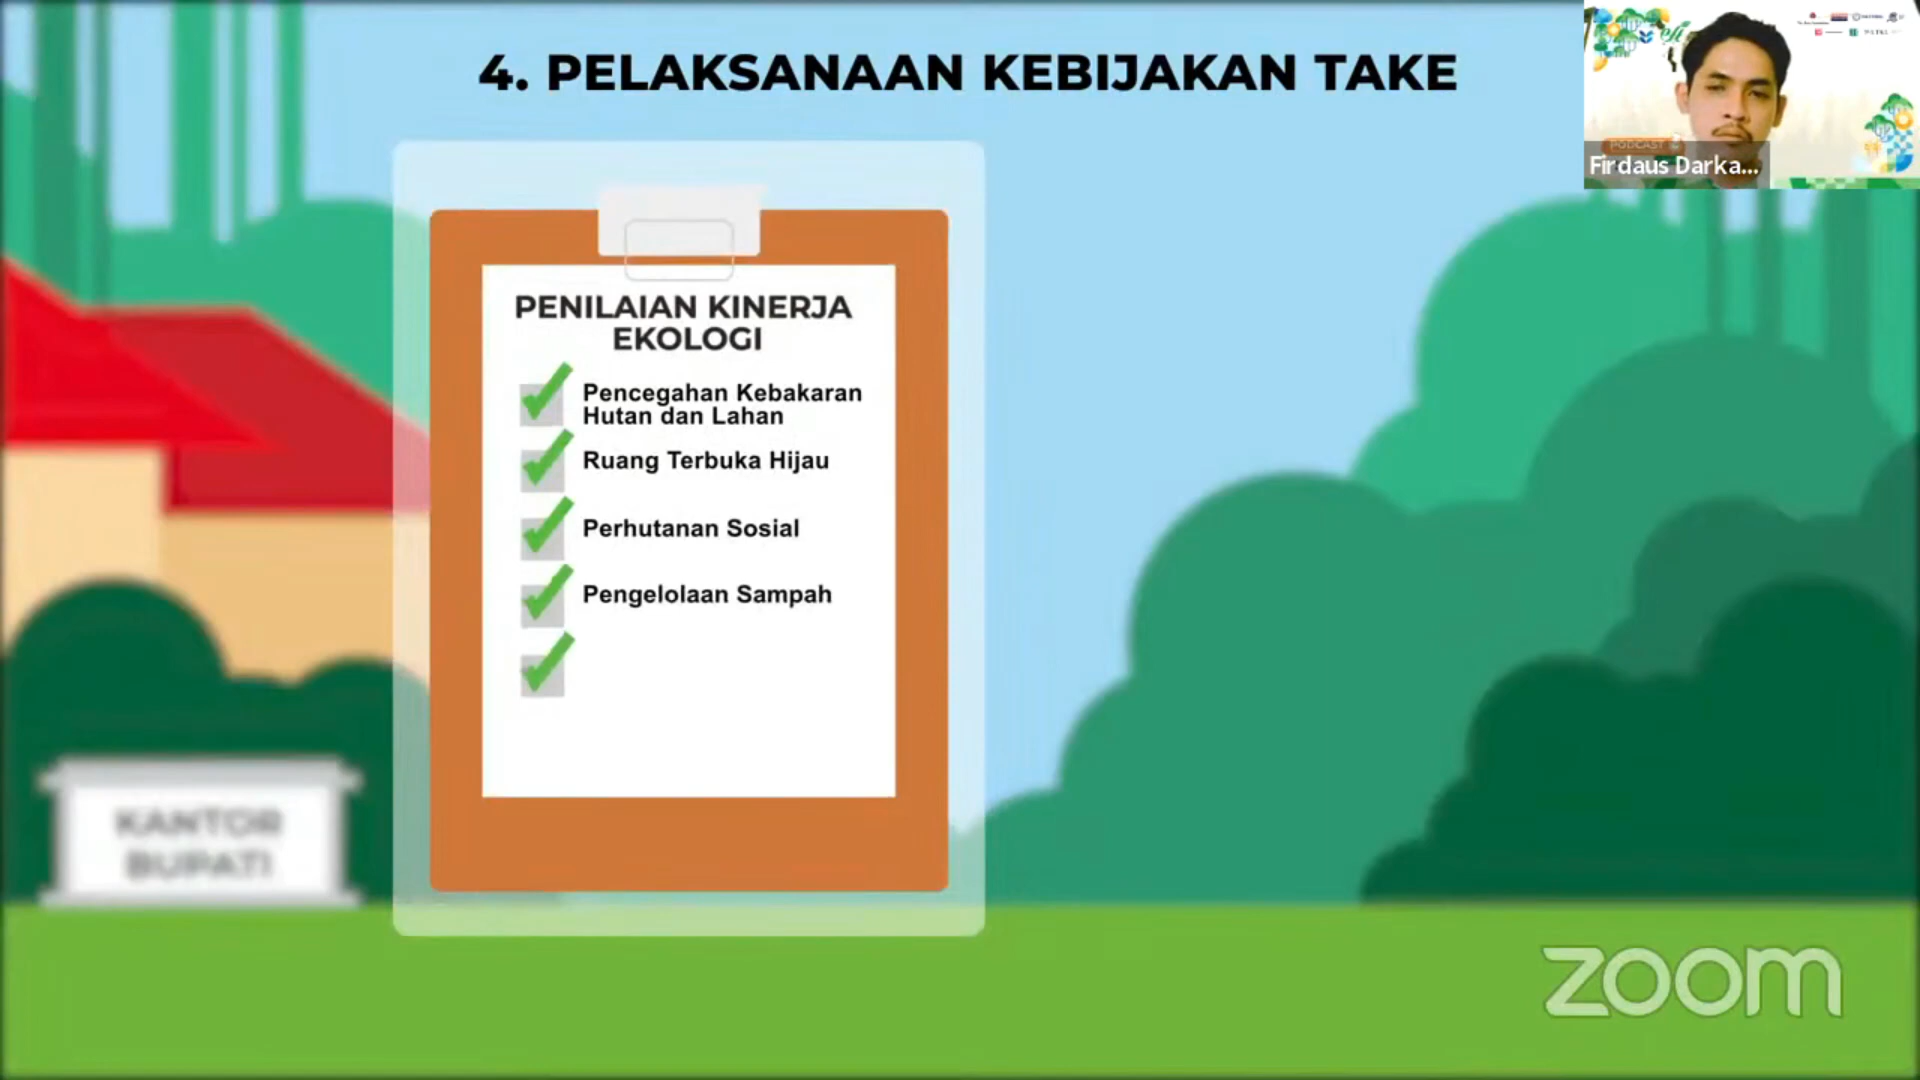 4. PELAKSANAAN KEBIJAKAN TAKE
PODCAST
Firdaus Darka...
PENILAIAN KINERJA
EKOLOGI
Pencegahan Kebakaran
Hutan dan Lahan
Ruang Terbuka Hijau
Perhutanan Sosial
Pengelolaan Sampah
KANTOR
BUPATI
zoom